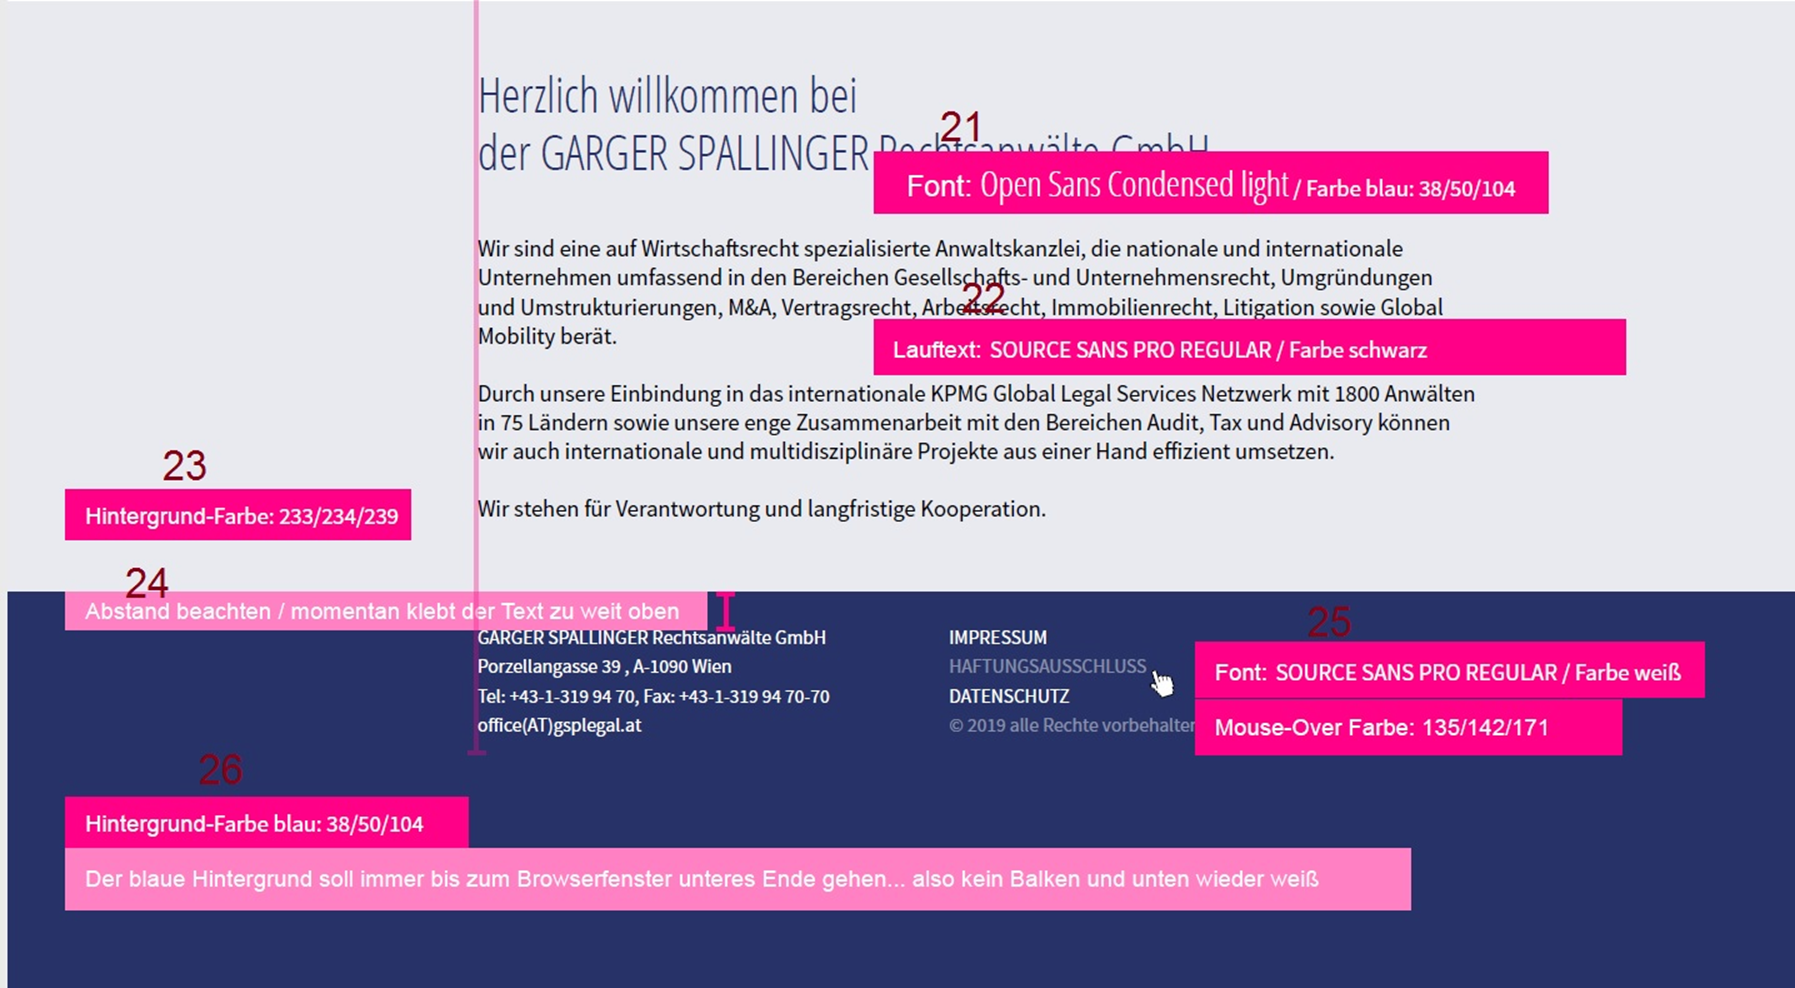 Herzlich willkommen bei
21
der GARGER SPALLINGER Rechtsanwälte GmbH
Font: Open Sans Condensed light / Farbe blau: 38/50/104
Wir sind eine auf Wirtschaftsrecht spezialisierte Anwaltskanzlei, die nationale und internationale
Unternehmen umfassend in den Bereichen Gesellschafts- und Unternehmensrecht, Umgründungen
22
und Umstrukturierungen, M&A, Vertragsrecht, Arbeitsrecht, Immobilienrecht, Litigation sowie Global
Mobility berät.
Lauftext: SOURCE SANS PRO REGULAR / Farbe schwarz
Durch unsere Einbindung in das internationale KPMG Global Legal Services Netzwerk mit 1800 Anwälten
in 75 Ländern sowie unsere enge Zusammenarbeit mit den Bereichen Audit, Tax und Advisory können
wir auch internationale und multidisziplinäre Projekte aus einer Hand effizient umsetzen.
23
Hintergrund-Farbe: 233/234/239
Wir stehen für Verantwortung und langfristige Kooperation.
24
Abstand beachten / momentan klebt der Text zu weit oben
GARGER SPALLINGER Rechtsanwälte GmbH
Porzellangasse 39 , A-1090 Wien
Tel: +43-1-319 94 70, Fax: +43-1-319 94 70-70
office(AT)gsplegal.at
IMPRESSUM
HAFTUNGSAUSSCHLUSS
DATENSCHUTZ
© 2019 alle Rechte vorbehalten
25
Font: SOURCE SANS PRO REGULAR / Farbe weiß
Mouse-Over Farbe: 135/142/171
26
Hintergrund-Farbe blau: 38/50/104
Der blaue Hintergrund soll immer bis zum Browserfenster unteres Ende gehen... also kein Balken und unten wieder weiß